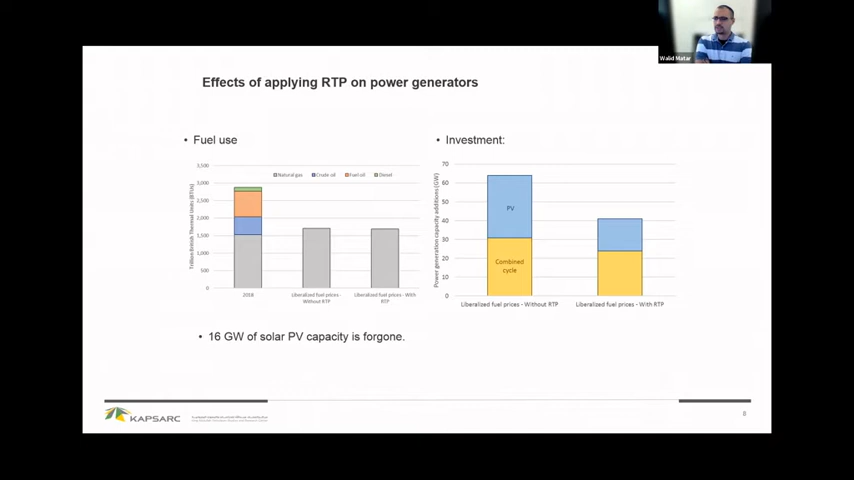 Walid Matar
Effects of applying RTP on power generators
• Fuel use
• Investment:
3,500
3,000
2,500
2,000
1,500
1,000
500
0
Trillion British Thermal Units (BTUs)
Natural gas
Crude oil
Fuel oil
Diesel
2018
Liberalized fuel prices -
Without RTP
Liberalized fuel prices - With
RTP
70
60
50
40
30
20
10
0
Power generation capacity additions (GW)
PV
Combined
cycle
Liberalized fuel prices - Without RTP
Liberalized fuel prices - With RTP
• 16 GW of solar PV capacity is forgone.
KAPSARC
8